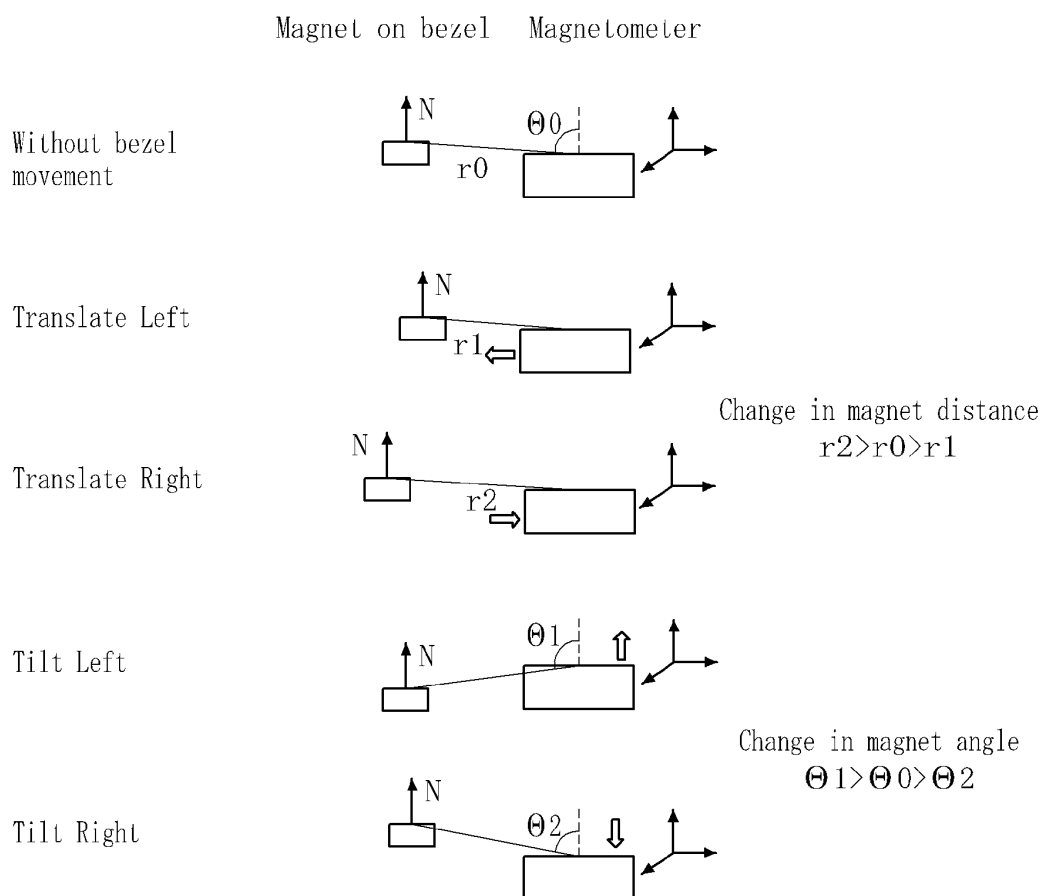 Magnet on bezel Magnetometer
Without bezel
movement
N
Θ0
r0
Translate Left
N
r1
Change in magnet distance
r2>r0>r1
Translate Right
N
r2
Tilt Left
N
Θ1
Change in magnet angle
Θ1>Θ0>Θ2
Tilt Right
N
Θ2